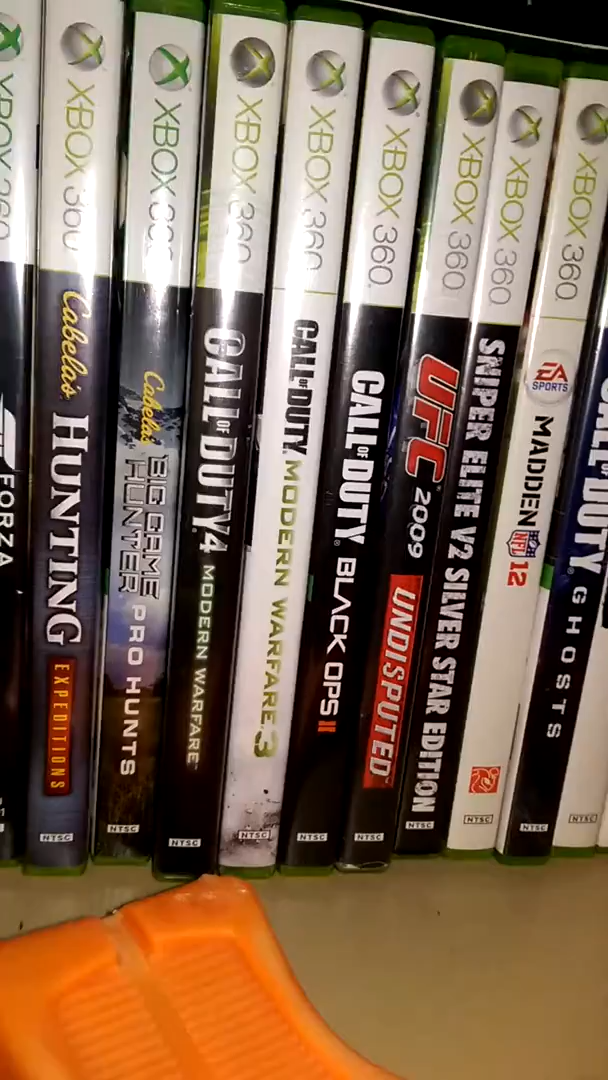 XBOX 360
FORZA
XBOX 360
Cabela's
HUNTING
EXPEDITIONS
NTSC
XBOX 360
Cabela's
BIG GAME
HUNTER
PRO HUNTS
NTSC
XBOX 360
CALL OF DUTY 4
MODERN WARFARE
NTSC
XBOX 360
CALL OF DUTY
MODERN WARFARE 3
NTSC
XBOX 360
CALL OF DUTY®
BLACK OPS II
NTSC
XBOX 360
UFC® 2009
UNDISPUTED
NTSC
XBOX 360
SNIPER ELITE V2 SILVER STAR EDITION
NTSC
XBOX 360
EA
SPORTS
MADDEN
NFL
12
NTSC
CALL OF DUTY®
GHOSTS
NTSC
NTSC